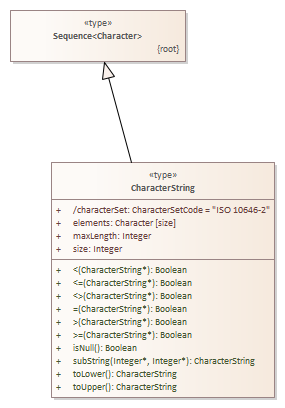 «type»
Sequence<Character>
{root}
«type»
CharacterString
+ /characterSet: CharacterSetCode = "ISO 10646-2"
+ elements: Character [size]
+ maxLength: Integer
+ size: Integer
+ <(CharacterString*): Boolean
+ <=(CharacterString*): Boolean
+ <>(CharacterString*): Boolean
+ =(CharacterString*): Boolean
+ >(CharacterString*): Boolean
+ >=(CharacterString*): Boolean
+ isNull(): Boolean
+ subString(Integer*, Integer*): CharacterString
+ toLower(): CharacterString
+ toUpper(): CharacterString